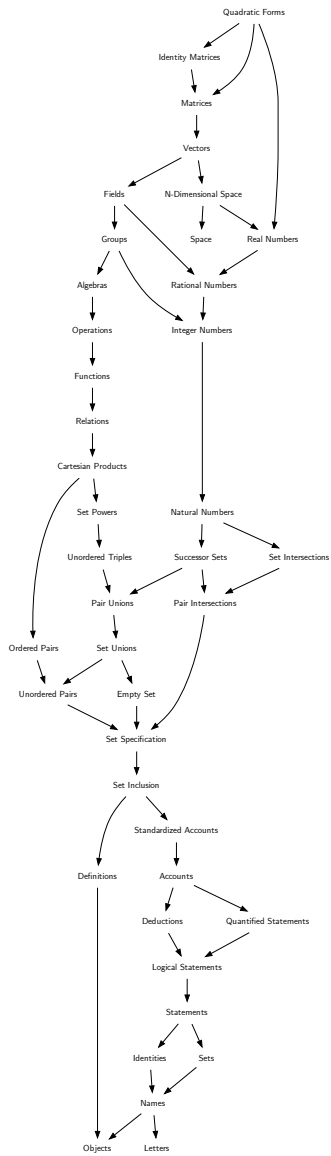 Quadratic Forms
Identity Matrices
Matrices
Vectors
Fields
N-Dimensional Space
Groups
Space
Real Numbers
Algebras
Rational Numbers
Operations
Integer Numbers
Functions
Relations
Cartesian Products
Set Powers
Natural Numbers
Unordered Triples
Successor Sets
Set Intersections
Pair Unions
Pair Intersections
Ordered Pairs
Set Unions
Unordered Pairs
Empty Set
Set Specification
Set Inclusion
Standardized Accounts
Definitions
Accounts
Deductions
Quantified Statements
Logical Statements
Statements
Identities
Sets
Names
Objects
Letters